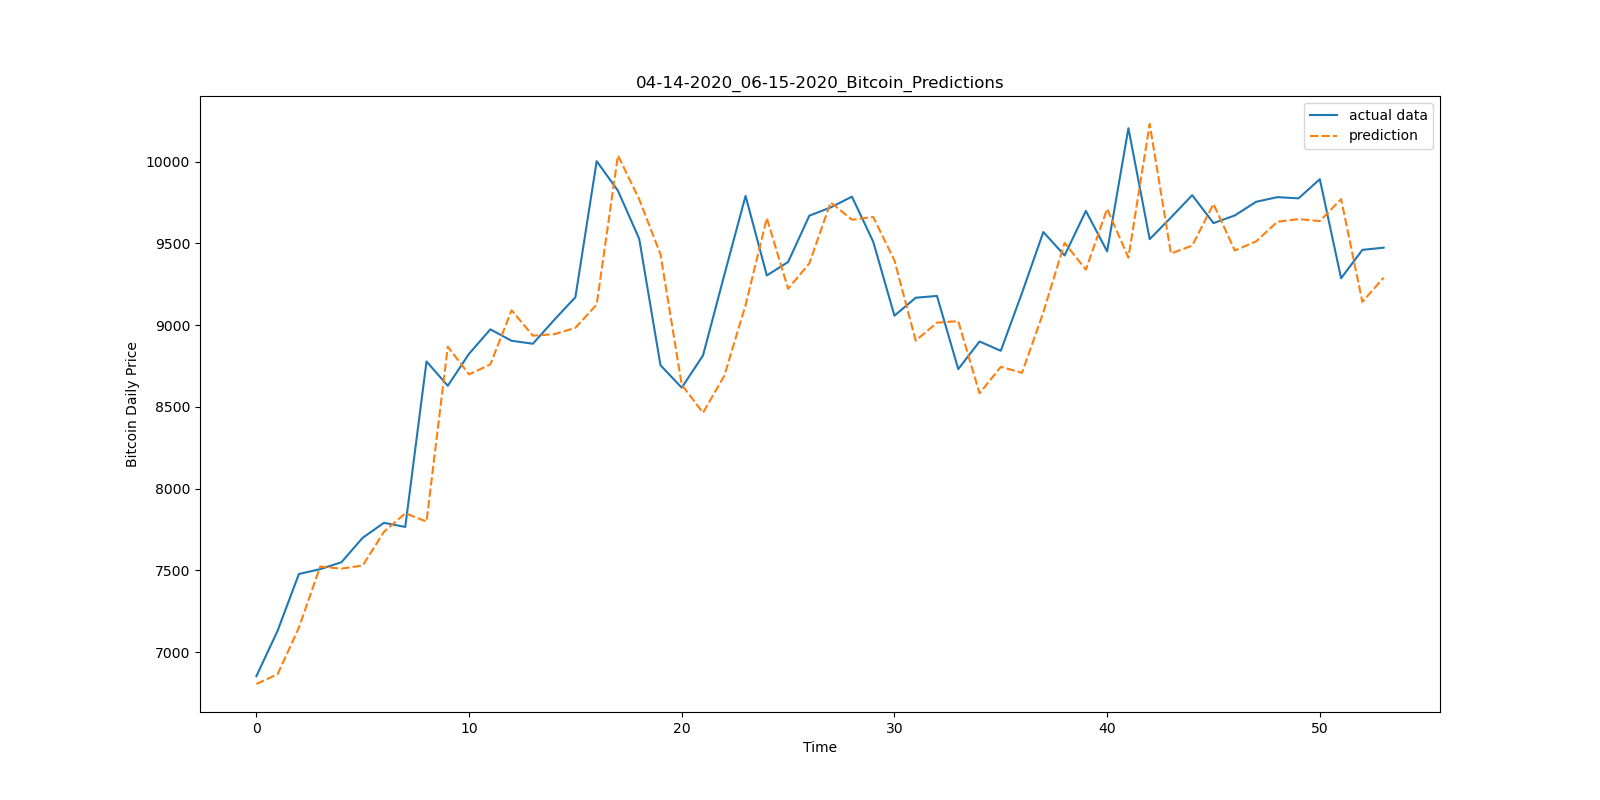 04-14-2020_06-15-2020_Bitcoin_Predictions
actual data
prediction
10000
9500
9000
8500
8000
7500
7000
Bitcoin Daily Price
0 10 20 30 40 50
Time